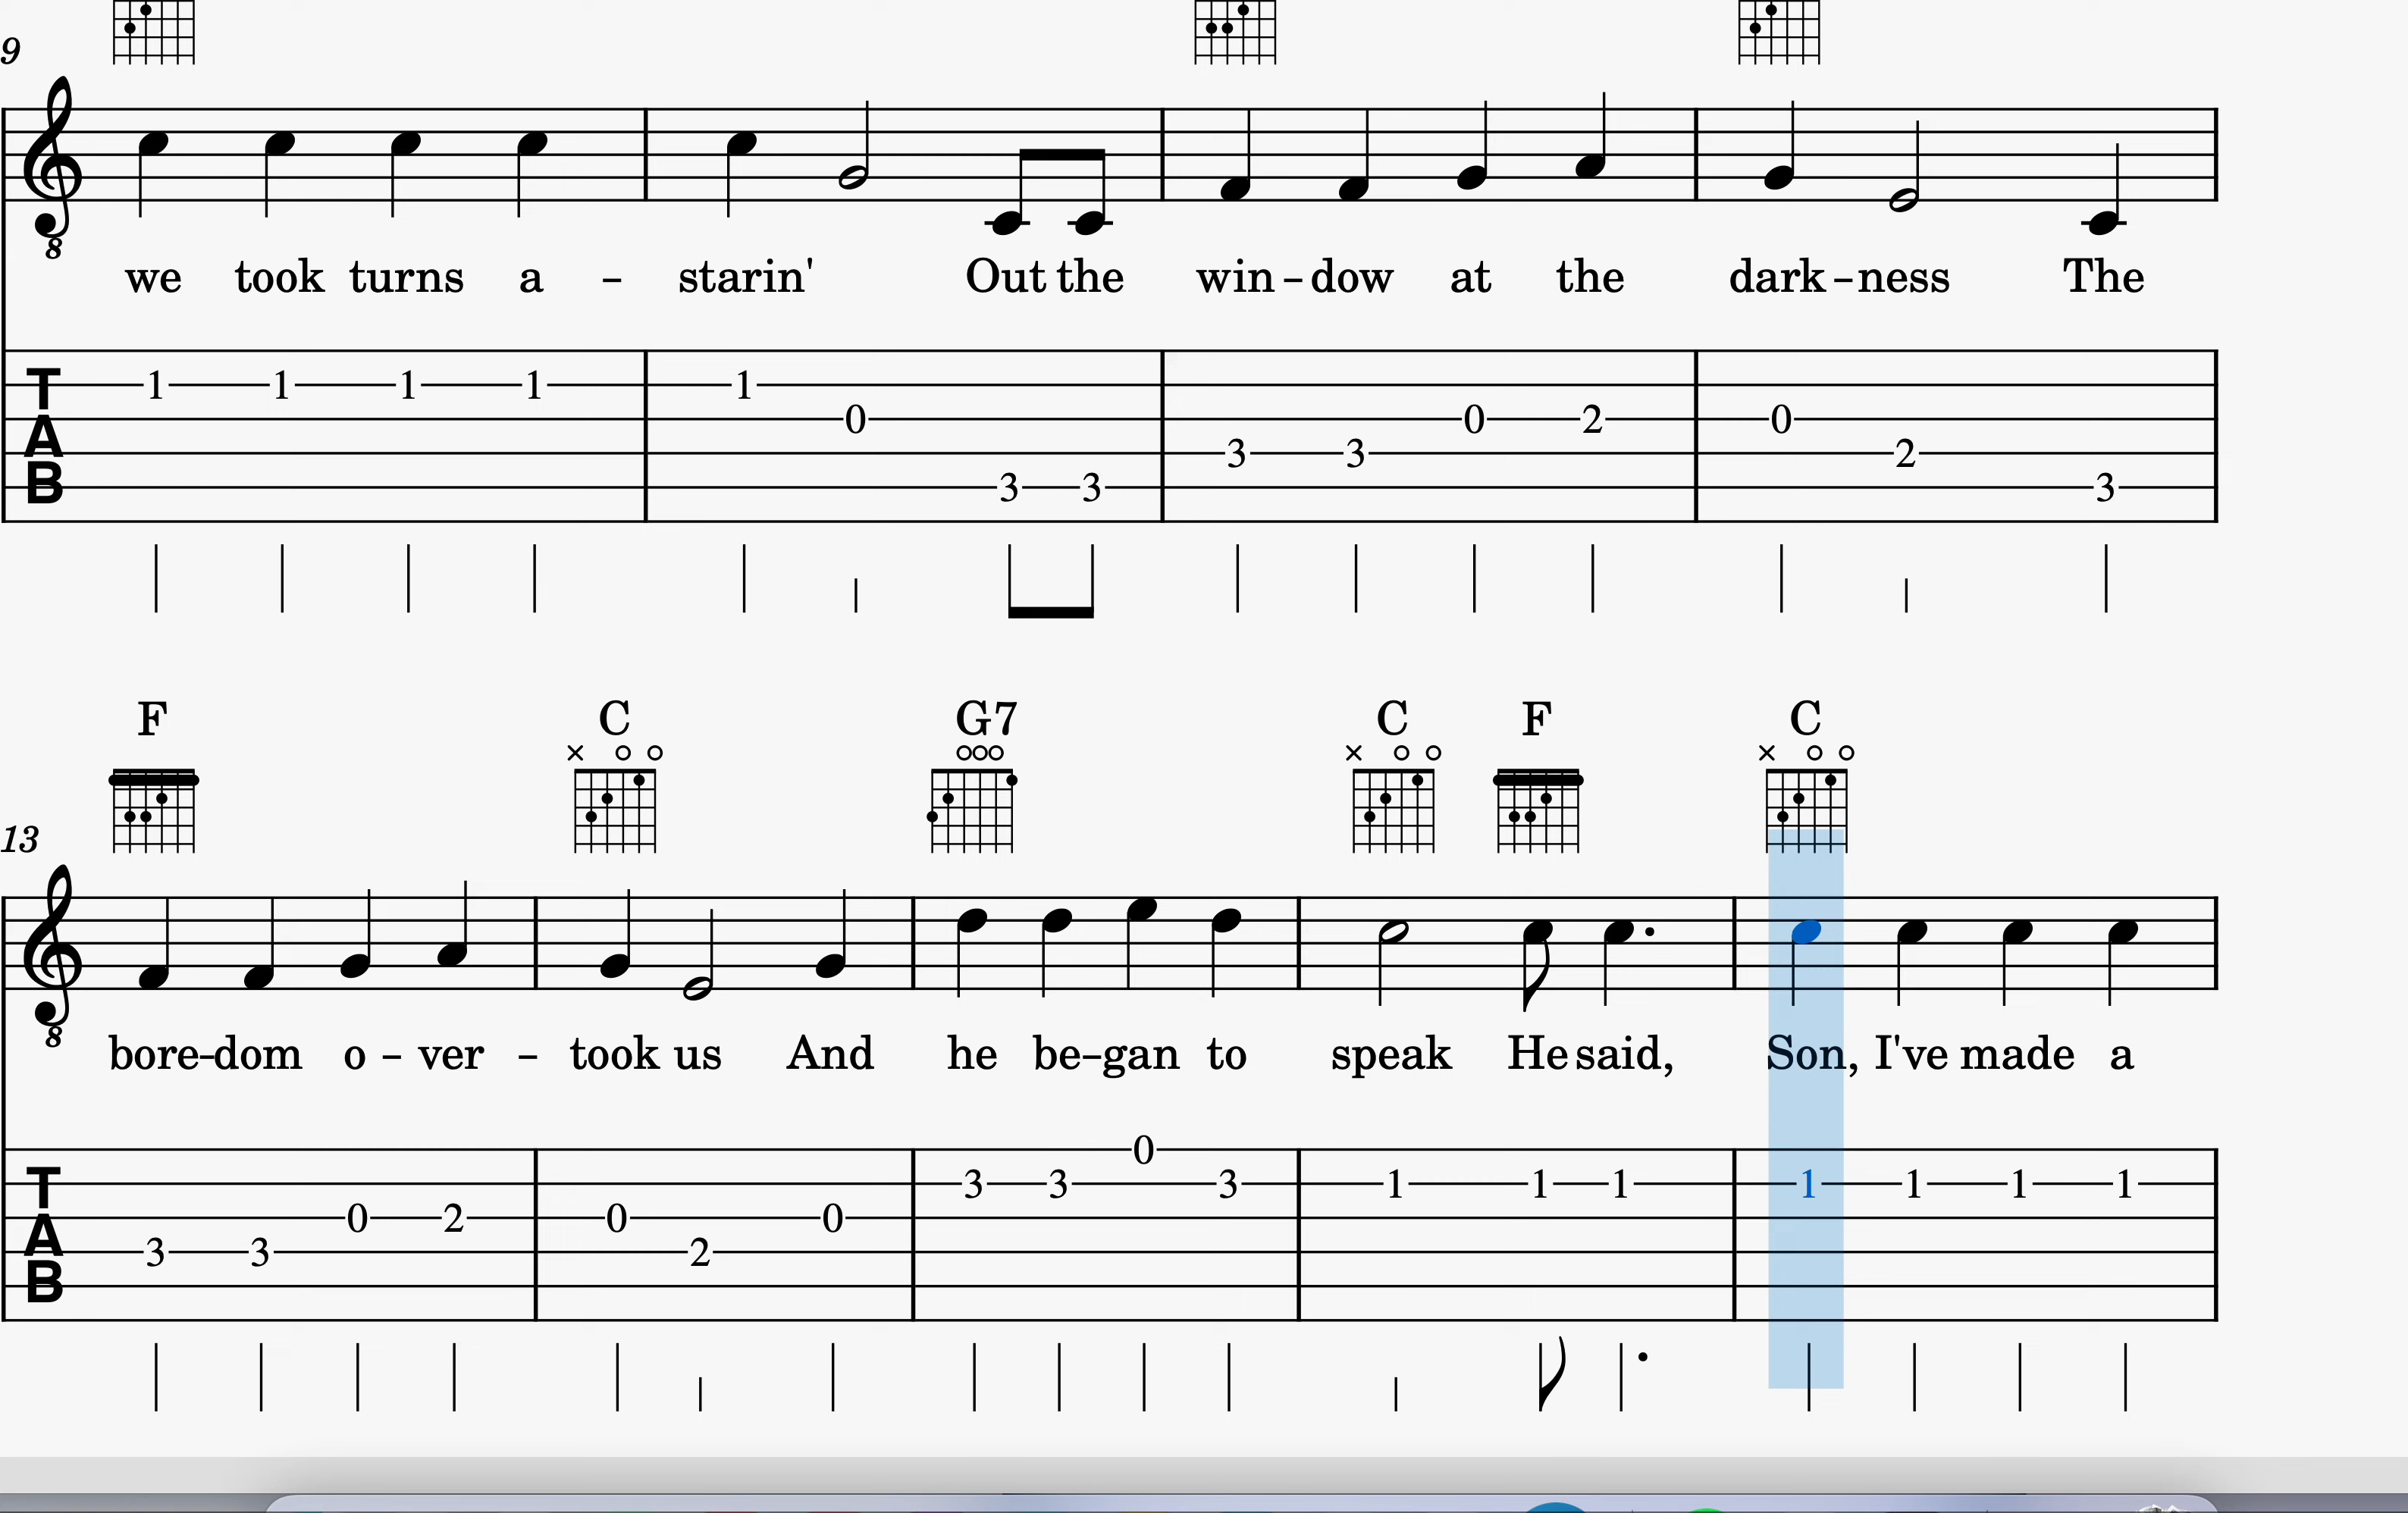 9
8
we took turns a – starin' Out the win – dow at the dark – ness The
T A B
1 1 1 1 1 0 3 3 3 3 0 2 0 2 3
F C G7 C F C
13
8
bore–dom o – ver – took us And he be–gan to speak He said, Son, I've made a
T A B
3 3 0 2 0 2 0 3 3 0 3 1 1 1 1 1 1 1